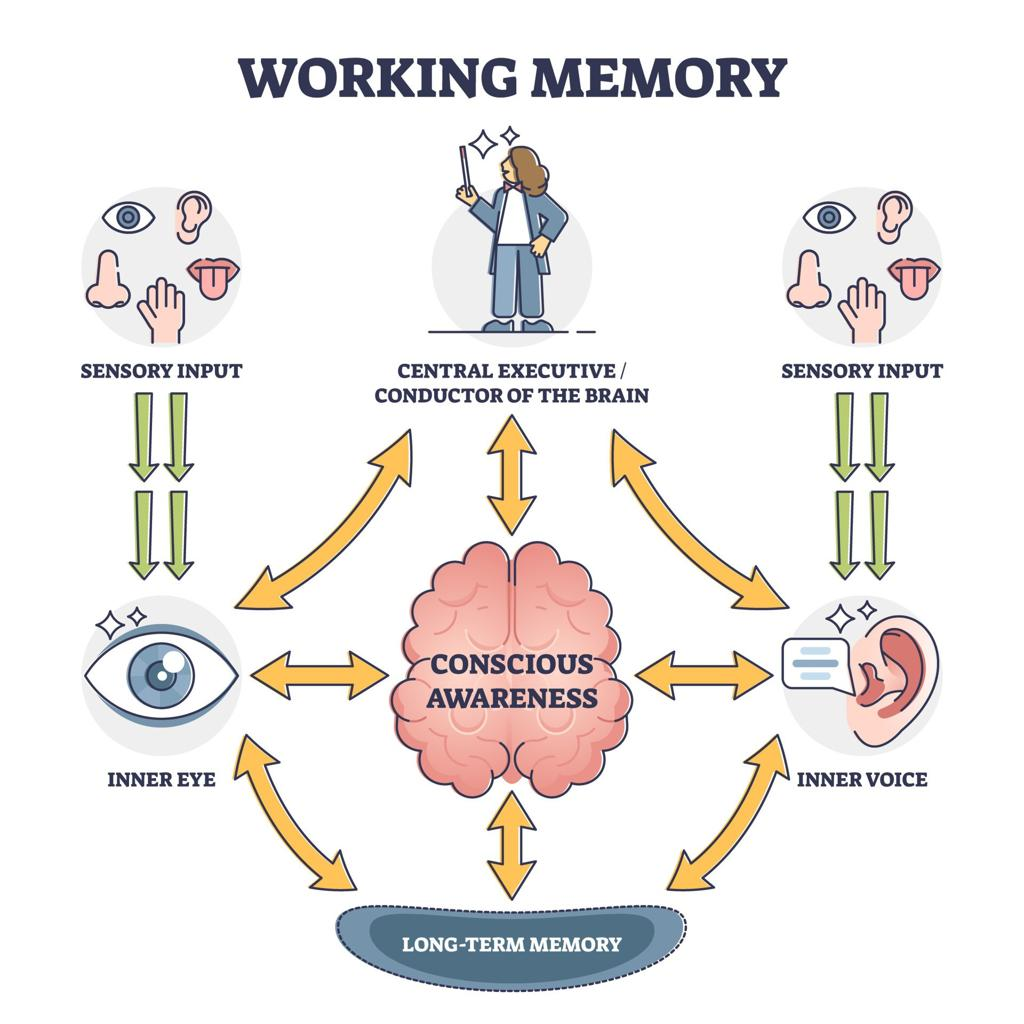 WORKING MEMORY
SENSORY INPUT
CENTRAL EXECUTIVE /
CONDUCTOR OF THE BRAIN
SENSORY INPUT
CONSCIOUS
AWARENESS
INNER EYE
INNER VOICE
LONG-TERM MEMORY